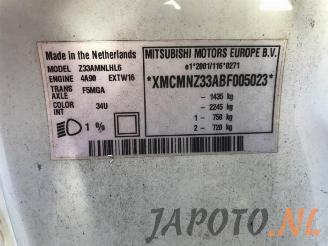 Made in the Netherlands
MODEL Z33AMNLHL6
ENGINE 4A90 EXTW16
TRANS AXLE F5MGA
COLOR INT 34U
1 %
MITSUBISHI MOTORS EUROPE B.V.
e1*2001/116*0271
*XMCMNZ33ABF005023*
- 1435 kg
- 2245 kg
1 - 750 kg
2 - 720 kg
WWW.JAPOTO.NL